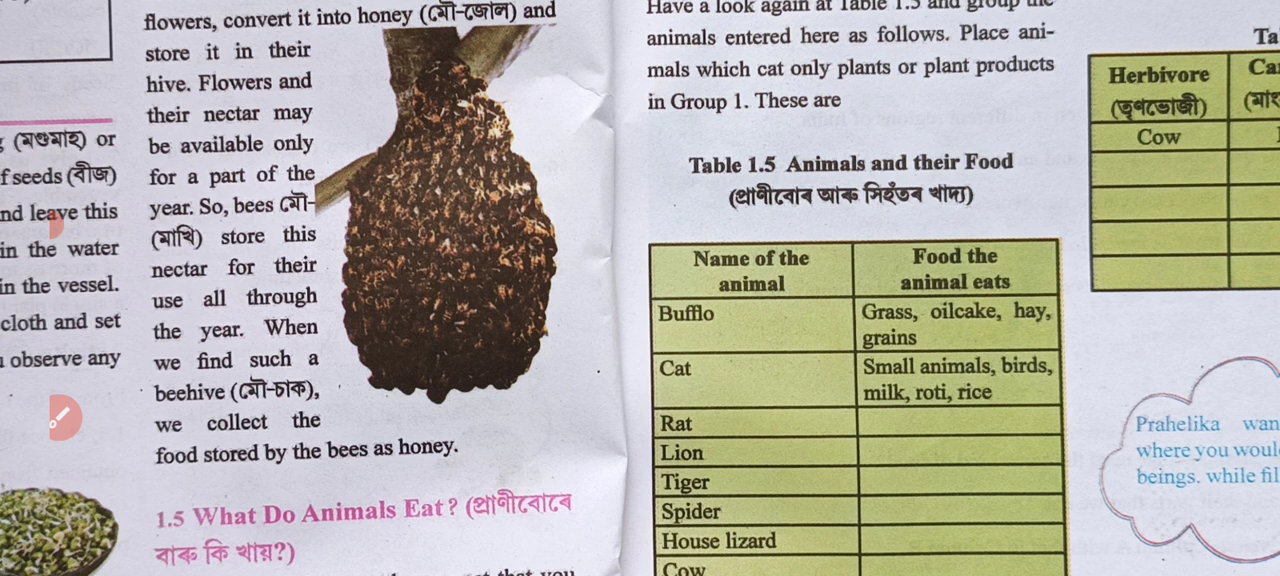 (মণ্ডমাহ) or
f seeds (বীজ)
nd leave this
in the water
in the vessel.
cloth and set
observe any
flowers, convert it into honey (মৌ-জোল) and
store it in their
hive. Flowers and
their nectar may
be available only
for a part of the
year. So, bees (মৌ-
(মাখি) store this
nectar for their
use all through
the year. When
we find such a
beehive (মৌ-চাক),
we collect the
food stored by the bees as honey.
1.5 What Do Animals Eat? (প্ৰাণীবোৰে
বাৰু কি খায়?)
that you
Have a look again at Table 1.5 and group the
animals entered here as follows. Place ani-
mals which cat only plants or plant products
in Group 1. These are
Table 1.5 Animals and their Food
(প্ৰাণীবোৰ আৰু সিহঁতৰ খাদ্য)
Name of the
animal
Food the
animal eats
Bufflo
Grass, oilcake, hay,
grains
Cat
Small animals, birds,
milk, roti, rice
Rat
Lion
Tiger
Spider
House lizard
Cow
Ta
Herbivore
(তৃণভোজী)
Ca
(মাং
Cow
Prahelika wan
where you woul
beings. while fil